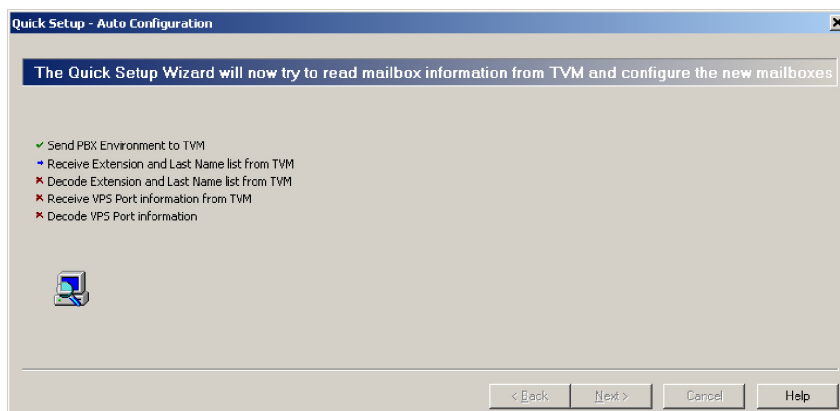 Quick Setup - Auto Configuration
The Quick Setup Wizard will now try to read mailbox information from TVM and configure the new mailboxes
Send PBX Environment to TVM
Receive Extension and Last Name list from TVM
Decode Extension and Last Name list from TVM
Receive VPS Port information from TVM
Decode VPS Port information
< Back Next > Cancel Help